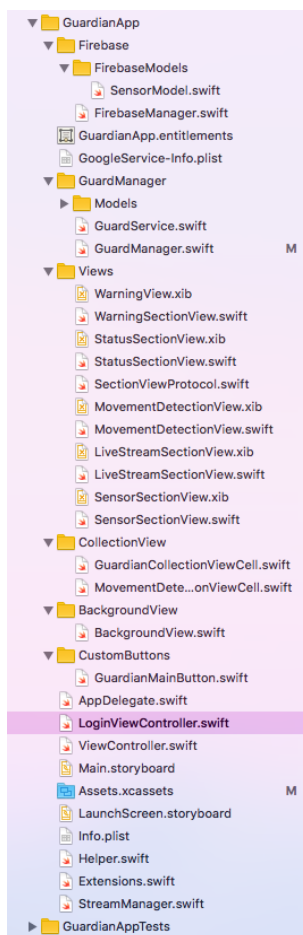 GuardianApp
Firebase
FirebaseModels
SensorModel.swift
FirebaseManager.swift
GuardianApp.entitlements
GoogleService-Info.plist
GuardManager
Models
GuardService.swift
GuardManager.swift M
Views
WarningView.xib
WarningSectionView.swift
StatusSectionView.xib
StatusSectionView.swift
SectionViewProtocol.swift
MovementDetectionView.xib
MovementDetectionView.swift
LiveStreamSectionView.xib
LiveStreamSectionView.swift
SensorSectionView.xib
SensorSectionView.swift
CollectionView
GuardianCollectionViewCell.swift
MovementDete...onViewCell.swift
BackgroundView
BackgroundView.swift
CustomButtons
GuardianMainButton.swift
AppDelegate.swift
LoginViewController.swift
ViewController.swift
Main.storyboard
Assets.xcassets M
LaunchScreen.storyboard
Info.plist
Helper.swift
Extensions.swift
StreamManager.swift
GuardianAppTests